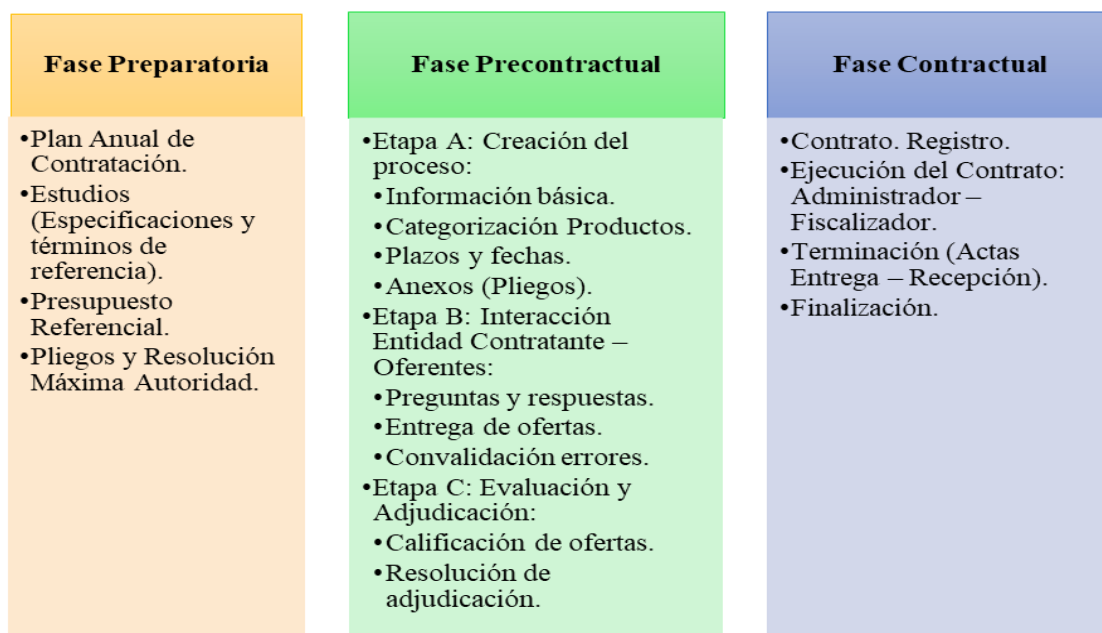 Fase Preparatoria
•Plan Anual de
Contratación.
•Estudios
(Especificaciones y
términos de
referencia).
•Presupuesto
Referencial.
•Pliegos y Resolución
Máxima Autoridad.
Fase Precontractual
•Etapa A: Creación del
proceso:
•Información básica.
•Categorización Productos.
•Plazos y fechas.
•Anexos (Pliegos).
•Etapa B: Interacción
Entidad Contratante –
Oferentes:
•Preguntas y respuestas.
•Entrega de ofertas.
•Convalidación errores.
•Etapa C: Evaluación y
Adjudicación:
•Calificación de ofertas.
•Resolución de
adjudicación.
Fase Contractual
•Contrato. Registro.
•Ejecución del Contrato:
Administrador –
Fiscalizador.
•Terminación (Actas
Entrega – Recepción).
•Finalización.